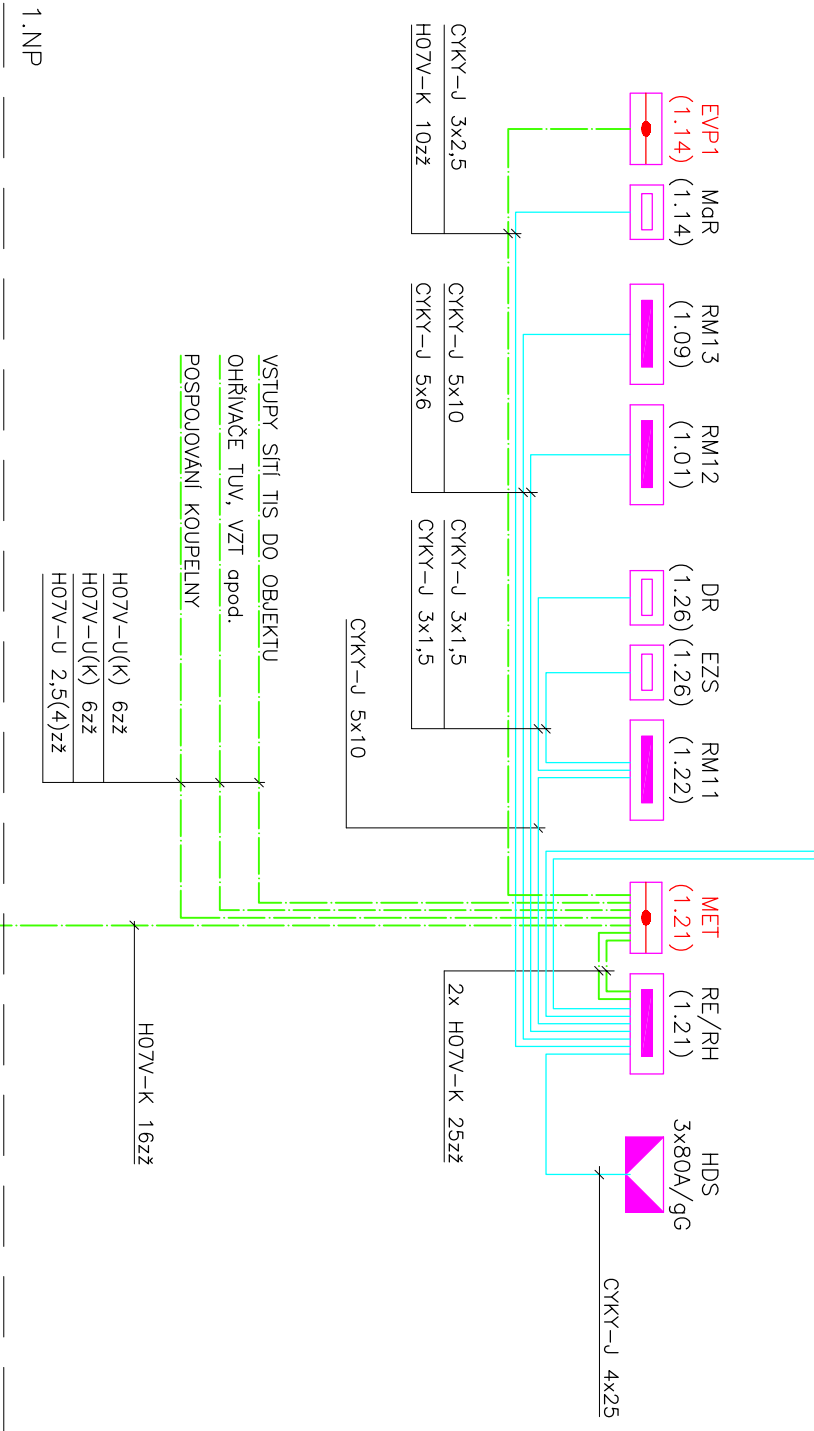 EVP1
(1.14)
MaR
(1.14)
RM13
(1.09)
RM12
(1.01)
DR
(1.26)
EZS
(1.26)
RM11
(1.22)
MET
(1.21)
RE/RH
(1.21)
HDS
3x80A/gG
CYKY-J 3x2,5
H07V-K 10zž
CYKY-J 5x10
CYKY-J 5x6
CYKY-J 3x1,5
CYKY-J 3x1,5
CYKY-J 5x10
2x H07V-K 25zž
CYKY-J 4x25
VSTUPY SÍTÍ TIS DO OBJEKTU
OHŘÍVAČE TUV, VZT apod.
POSPOJOVÁNÍ KOUPELNY
H07V-U(K) 6zž
H07V-U(K) 6zž
H07V-U 2,5(4)zž
H07V-K 16zž
1.NP